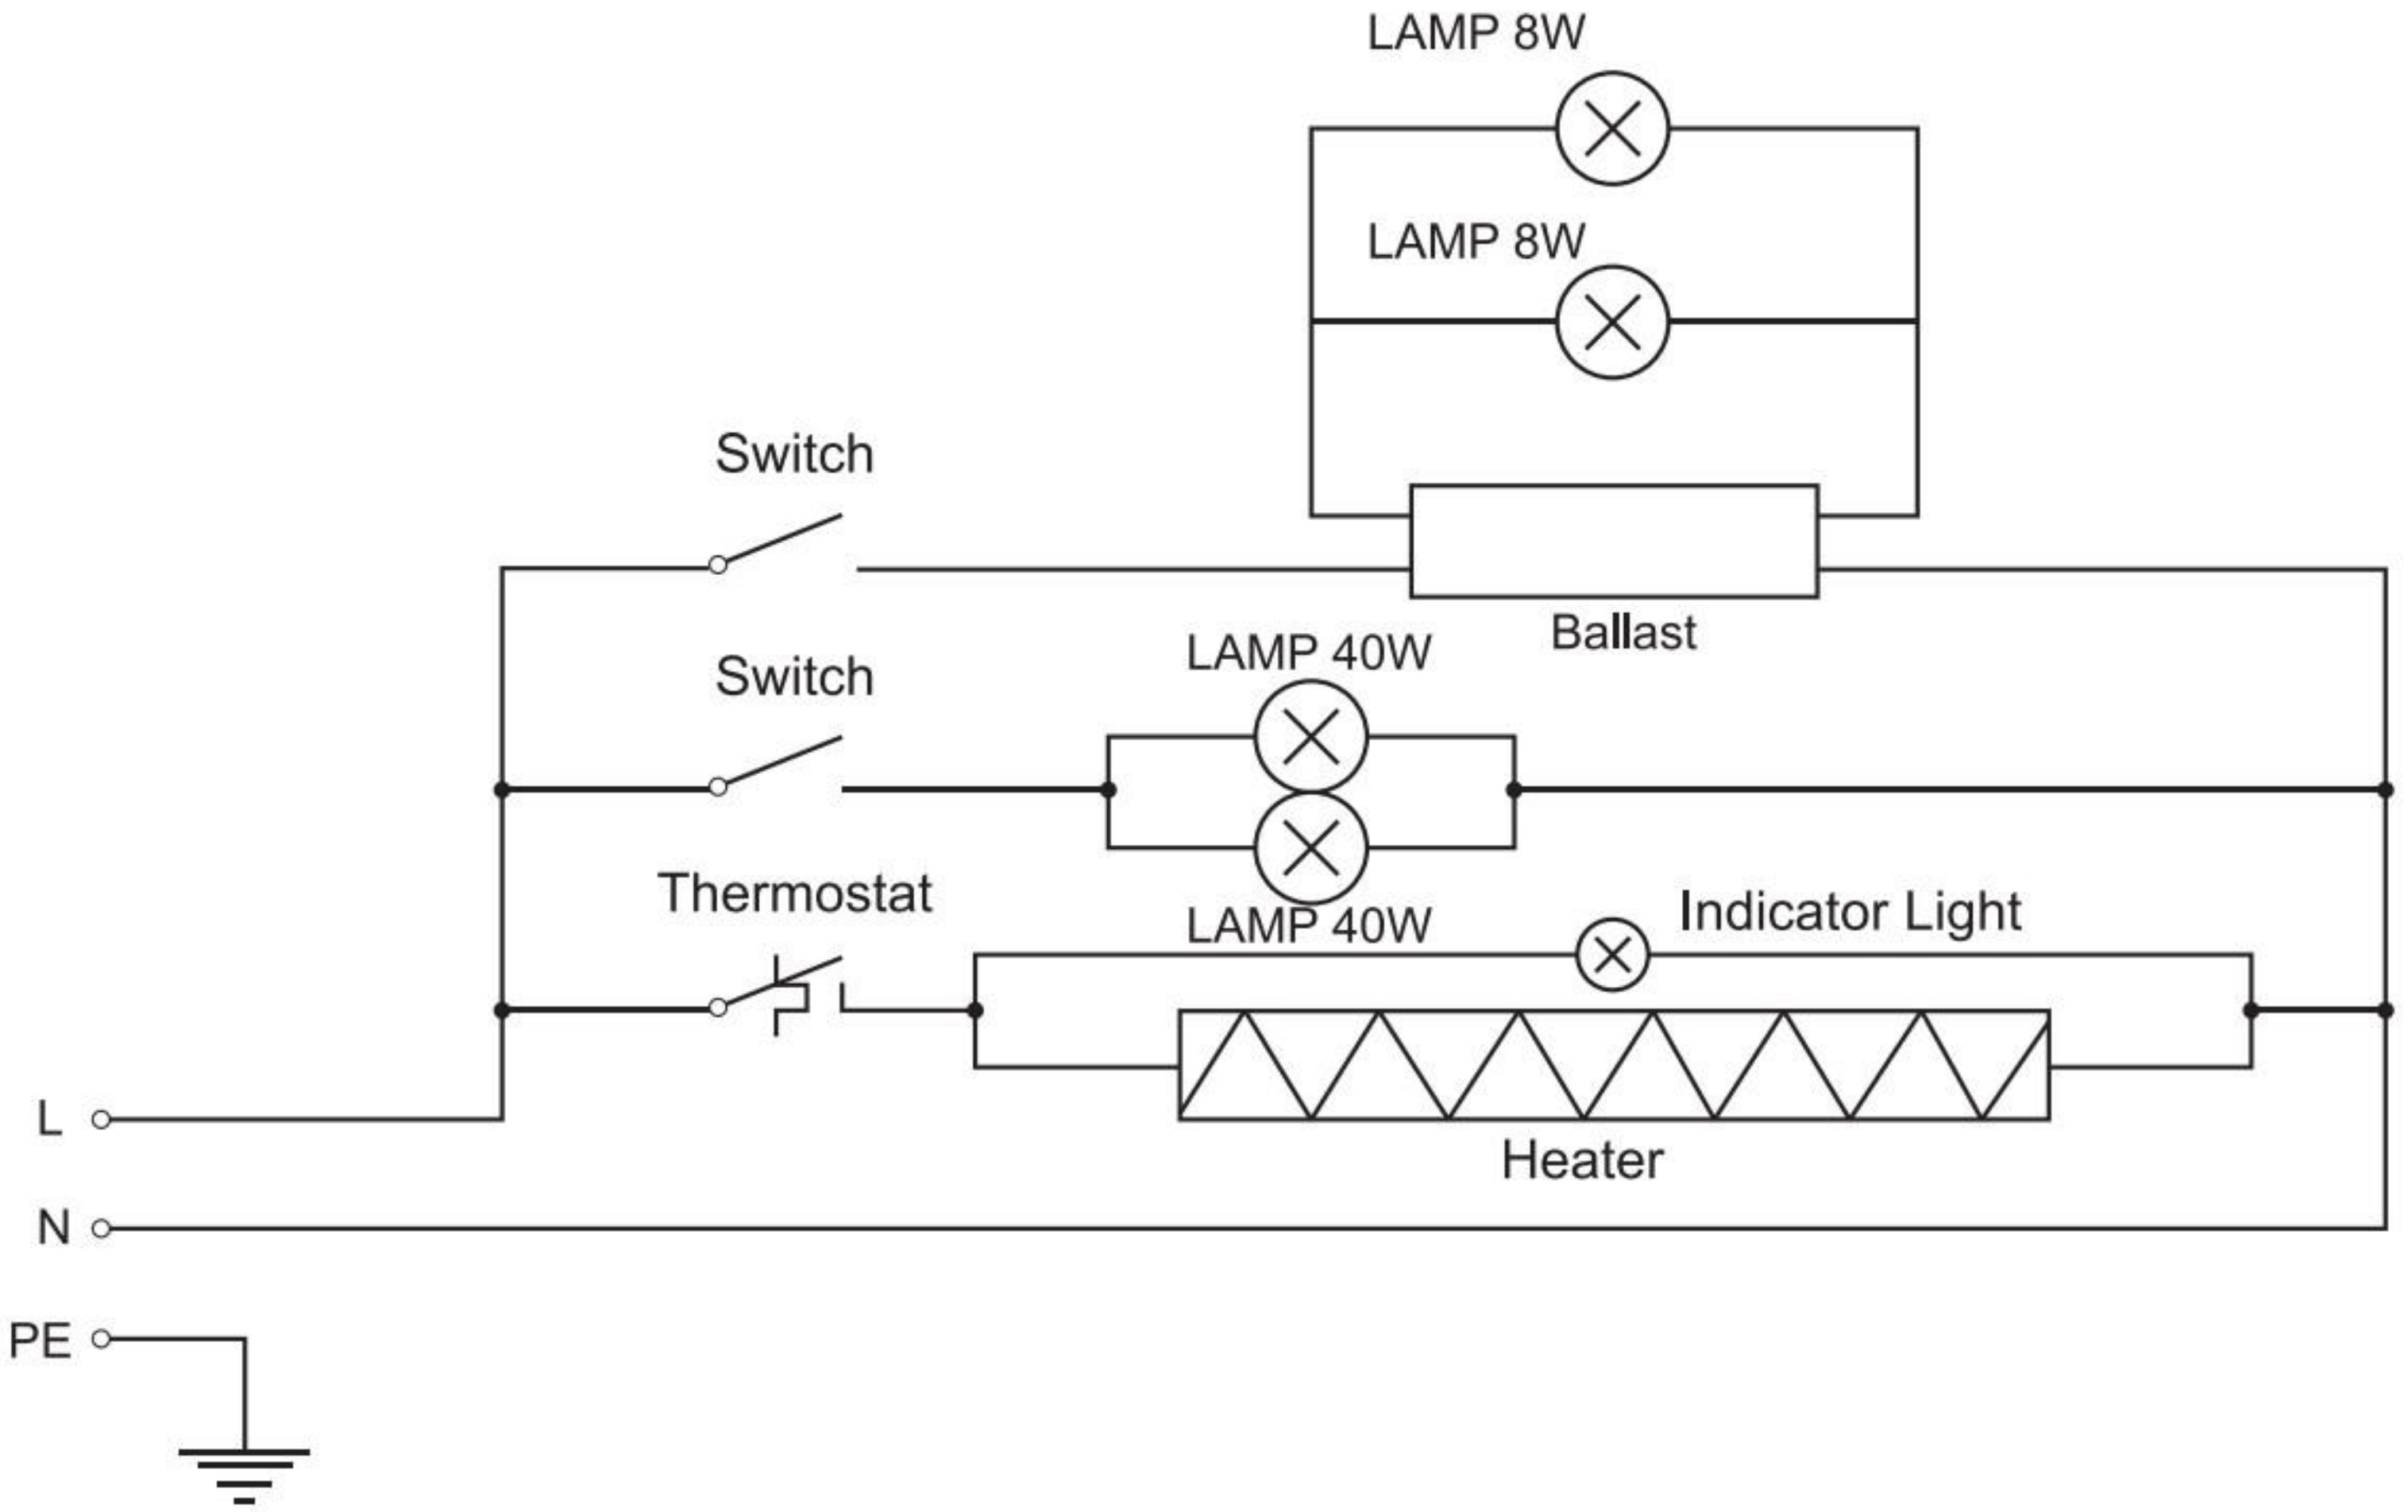 LAMP 8W
LAMP 8W
Switch
Ballast
LAMP 40W
Switch
Thermostat
Indicator Light
LAMP 40W
L
Heater
N
PE